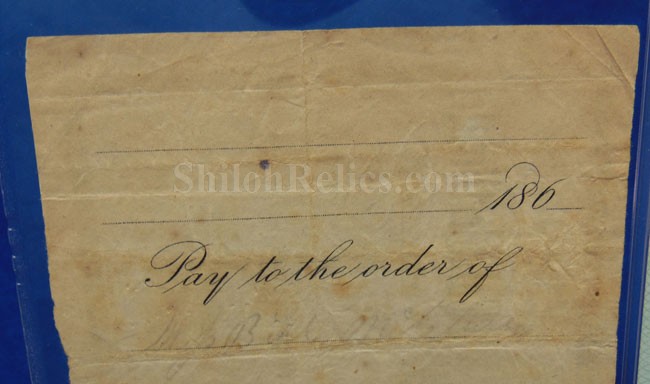 ShilohRelics.com
186
Pay to the order of